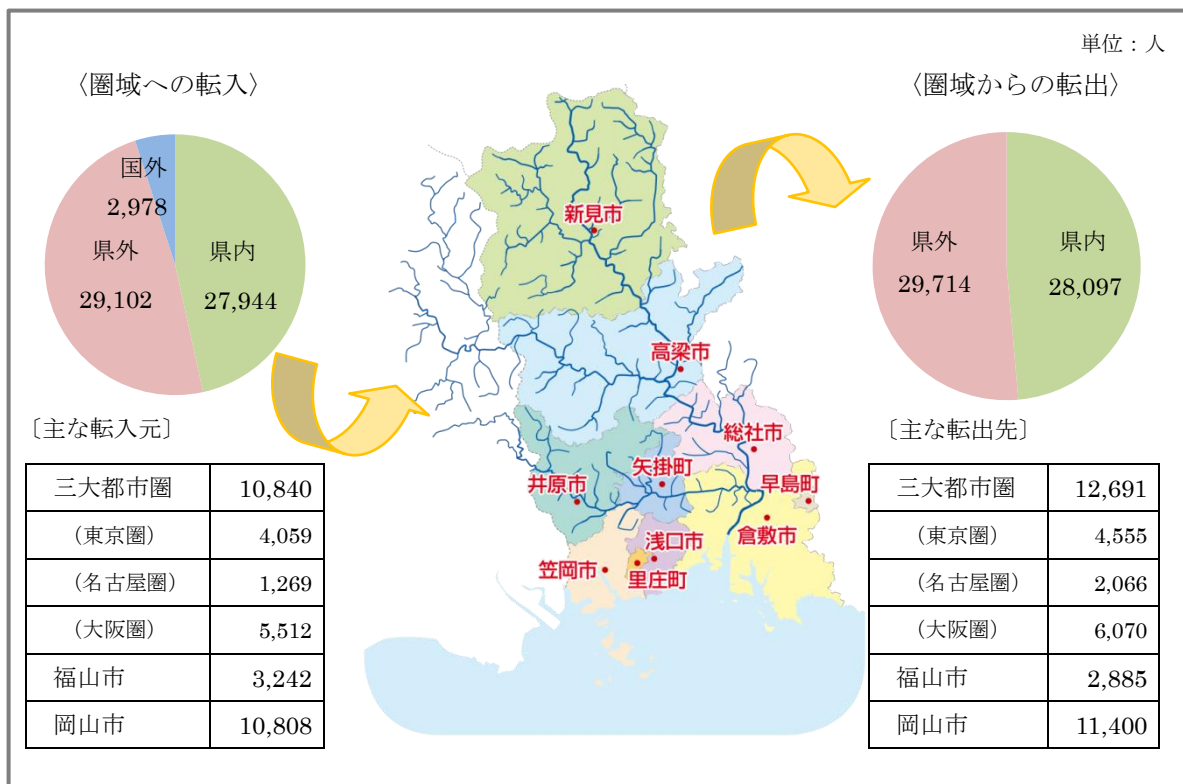 単位：人
〈圏域への転入〉
国外
2,978
県外
29,102
県内
27,944
〔主な転入元〕
三大都市圏 10,840
（東京圏） 4,059
（名古屋圏） 1,269
（大阪圏） 5,512
福山市 3,242
岡山市 10,808
新見市
高梁市
総社市
矢掛町
井原市
早島町
倉敷市
浅口市
笠岡市
里庄町
〈圏域からの転出〉
県外
29,714
県内
28,097
〔主な転出先〕
三大都市圏 12,691
（東京圏） 4,555
（名古屋圏） 2,066
（大阪圏） 6,070
福山市 2,885
岡山市 11,400